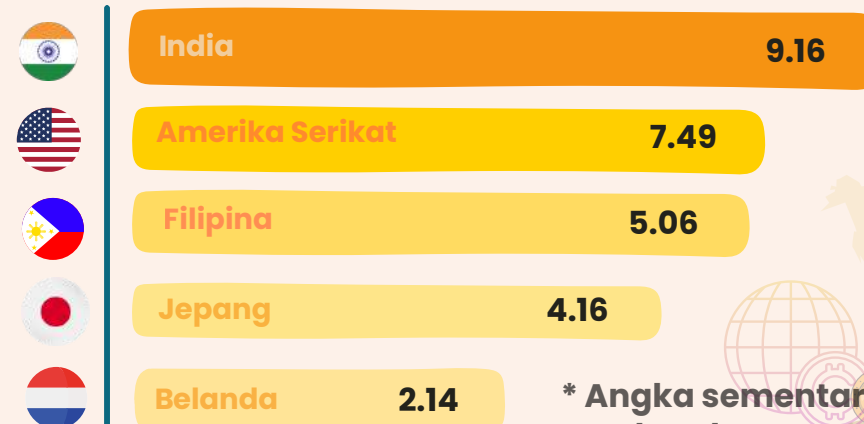 India 9.16
Amerika Serikat 7.49
Filipina 5.06
Jepang 4.16
Belanda 2.14
* Angka sementar